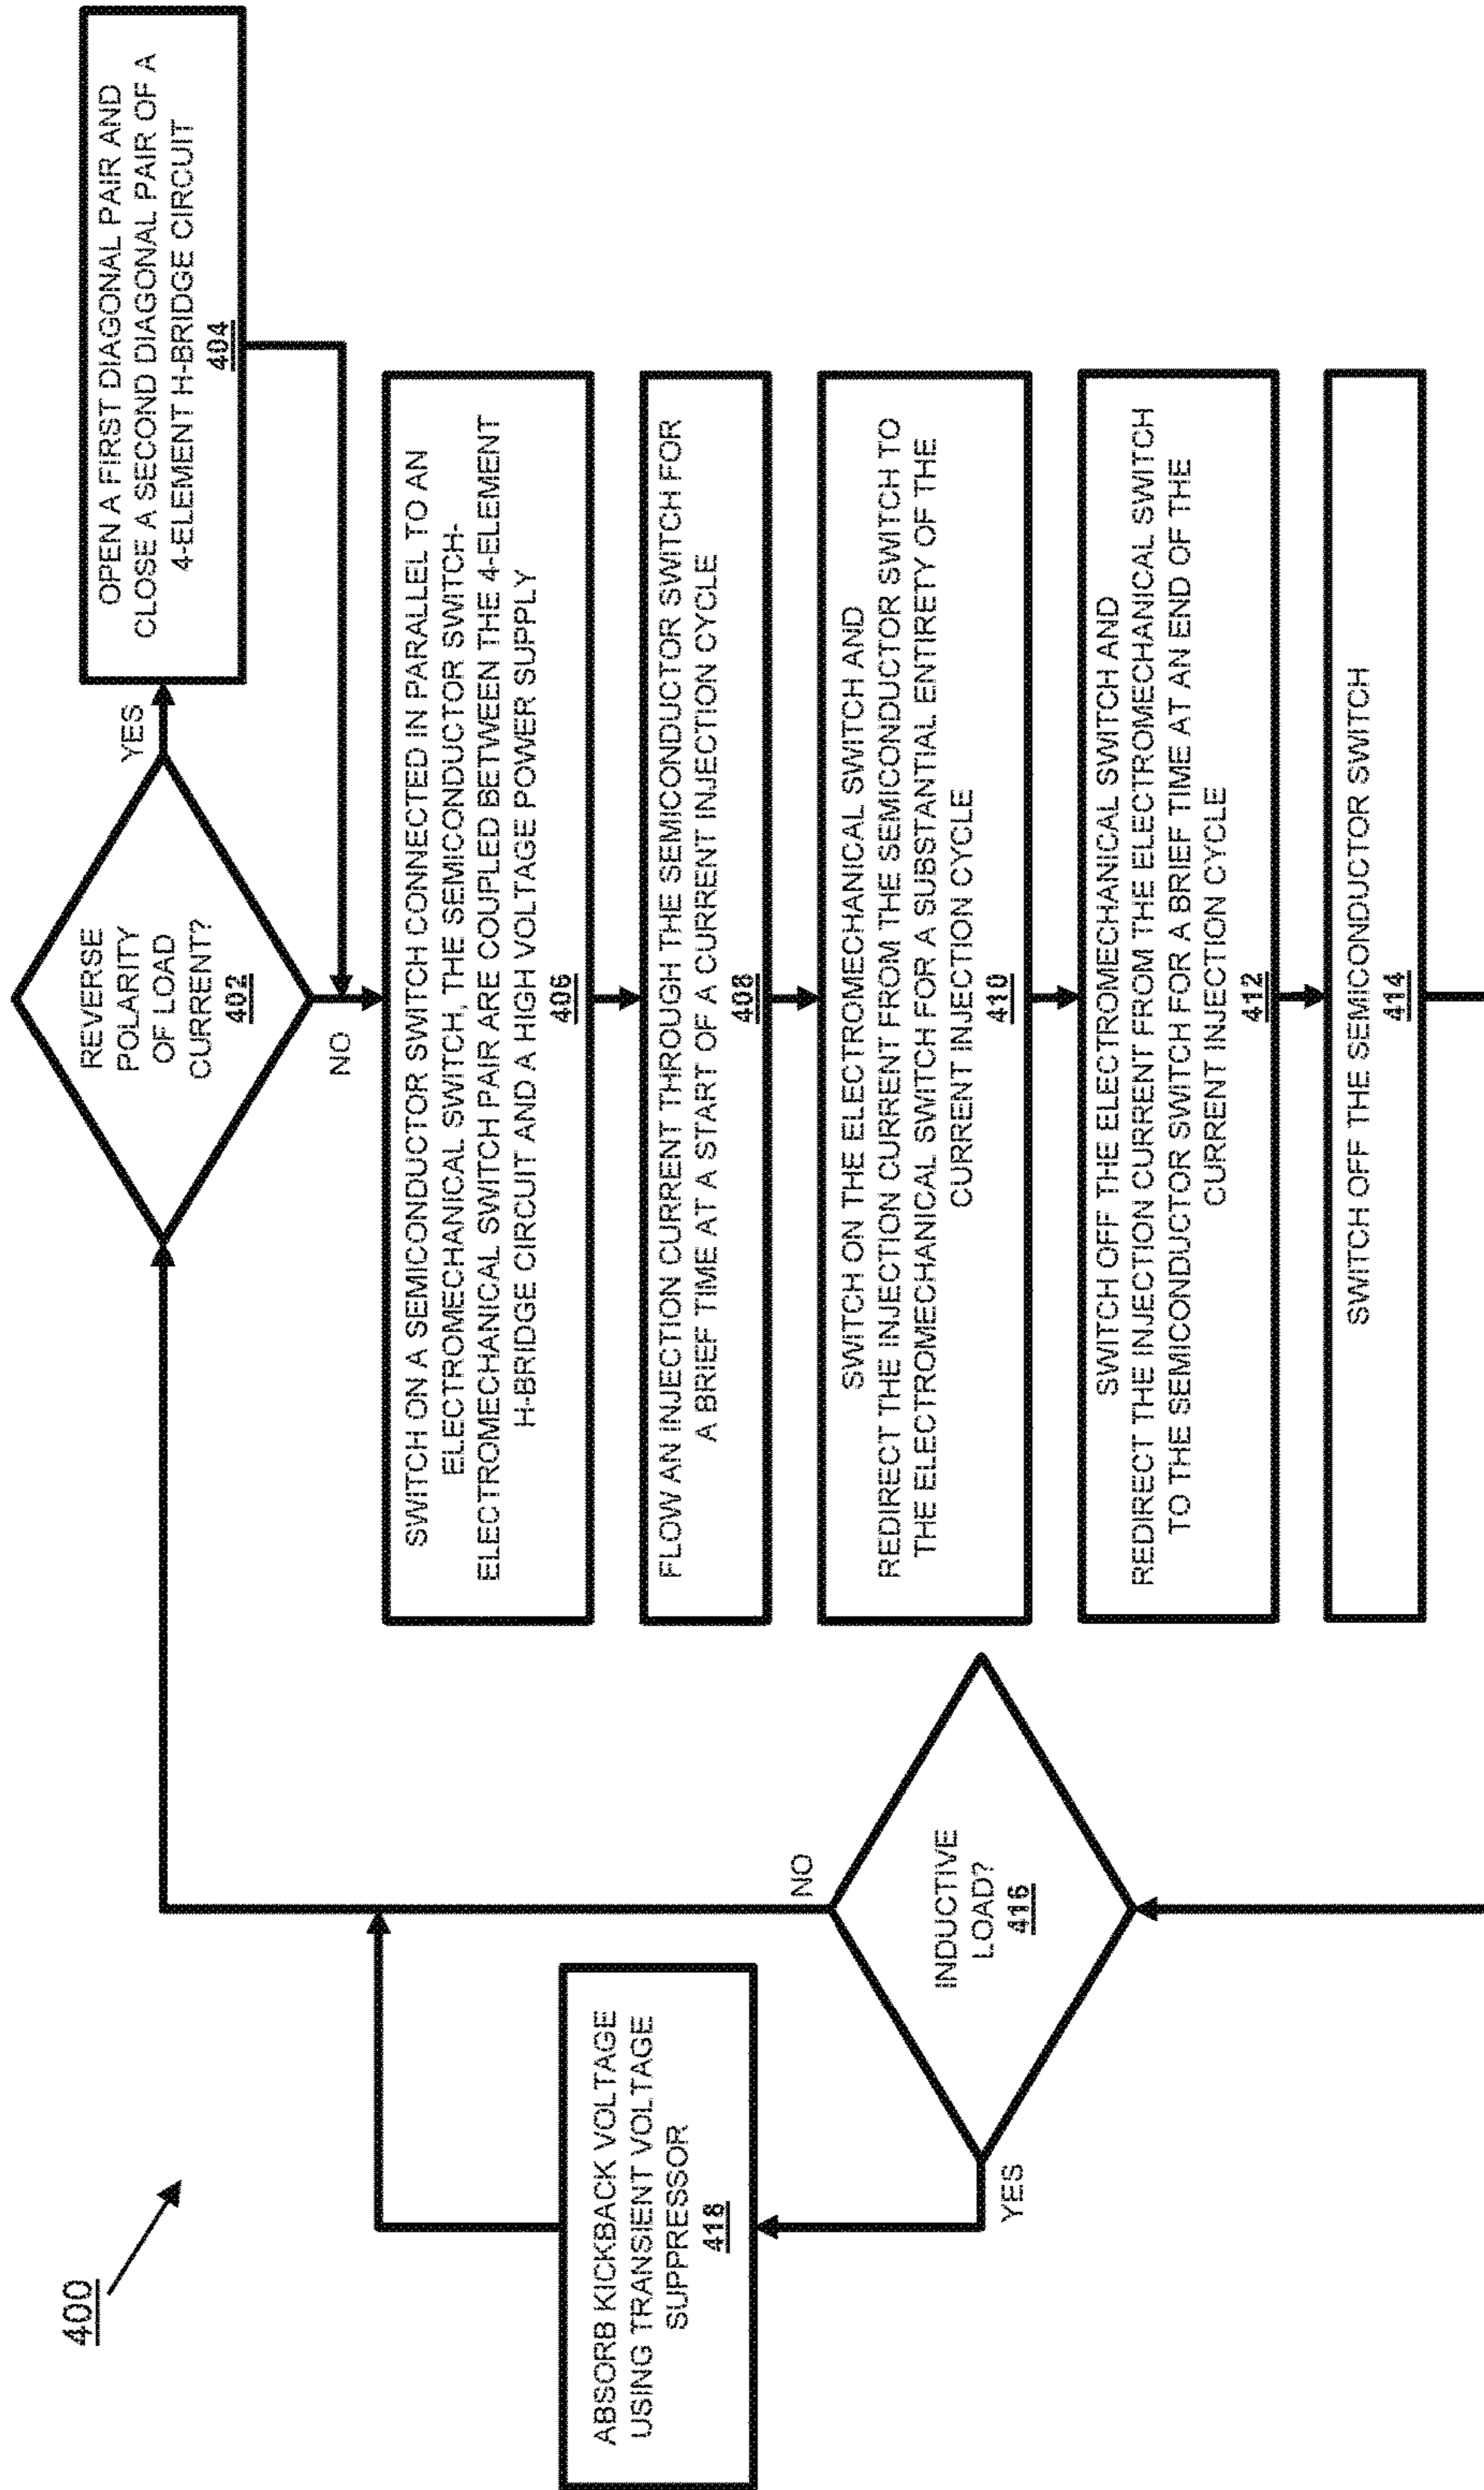 400
REVERSE
POLARITY
OF LOAD
CURRENT?
402
YES
NO
OPEN A FIRST DIAGONAL PAIR AND
CLOSE A SECOND DIAGONAL PAIR OF A
4-ELEMENT H-BRIDGE CIRCUIT
404
SWITCH ON A SEMICONDUCTOR SWITCH CONNECTED IN PARALLEL TO AN
ELECTROMECHANICAL SWITCH, THE SEMICONDUCTOR SWITCH-
ELECTROMECHANICAL SWITCH PAIR ARE COUPLED BETWEEN THE 4-ELEMENT
H-BRIDGE CIRCUIT AND A HIGH VOLTAGE POWER SUPPLY
406
FLOW AN INJECTION CURRENT THROUGH THE SEMICONDUCTOR SWITCH FOR
A BRIEF TIME AT A START OF A CURRENT INJECTION CYCLE
408
SWITCH ON THE ELECTROMECHANICAL SWITCH AND
REDIRECT THE INJECTION CURRENT FROM THE SEMICONDUCTOR SWITCH TO
THE ELECTROMECHANICAL SWITCH FOR A SUBSTANTIAL ENTIRETY OF THE
CURRENT INJECTION CYCLE
410
SWITCH OFF THE ELECTROMECHANICAL SWITCH AND
REDIRECT THE INJECTION CURRENT FROM THE ELECTROMECHANICAL SWITCH
TO THE SEMICONDUCTOR SWITCH FOR A BRIEF TIME AT AN END OF THE
CURRENT INJECTION CYCLE
412
SWITCH OFF THE SEMICONDUCTOR SWITCH
414
INDUCTIVE
LOAD?
416
NO
YES
ABSORB KICKBACK VOLTAGE
USING TRANSIENT VOLTAGE
SUPPRESSOR
418